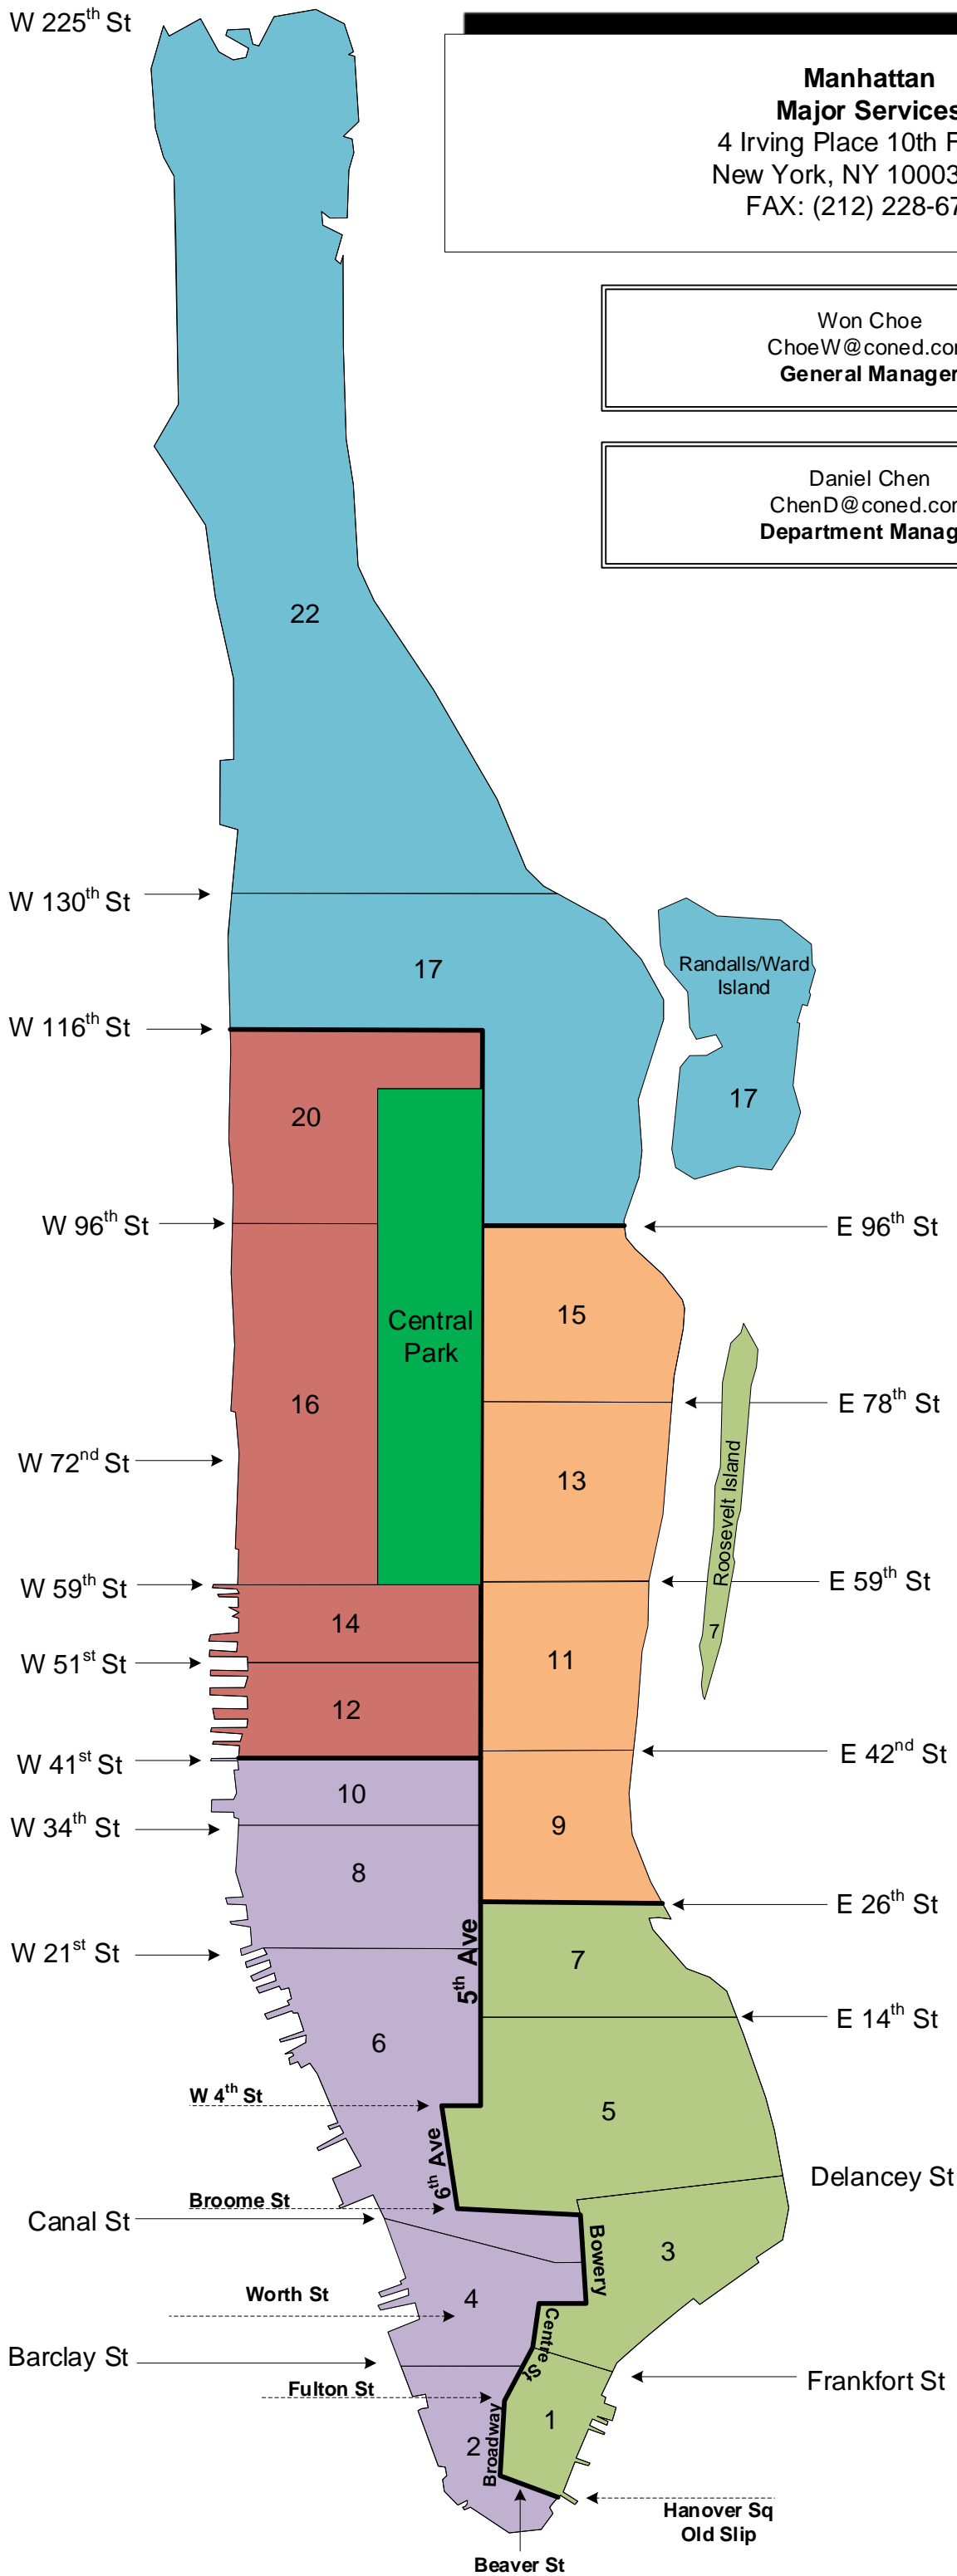 W 225th St
Manhattan
Major Services
4 Irving Place 10th F
New York, NY 10003
FAX: (212) 228-67
Won Choe
ChoeW@coned.com
General Manager
Daniel Chen
ChenD@coned.com
Department Manag
22
W 130th St
17
Randalls/Ward
Island
W 116th St
17
20
W 96th St
E 96th St
15
Central
Park
16
E 78th St
W 72nd St
13
Roosevelt Island
W 59th St
E 59th St
14
7
W 51st St
11
12
W 41st St
E 42nd St
10
W 34th St
9
8
E 26th St
W 21st St
5th Ave
7
E 14th St
6
W 4th St
5
6th Ave
Delancey St
Broome St
Canal St
Bowery
3
Worth St
4
Centre St
Barclay St
Frankfort St
Fulton St
1
Broadway
2
Hanover Sq
Old Slip
Beaver St